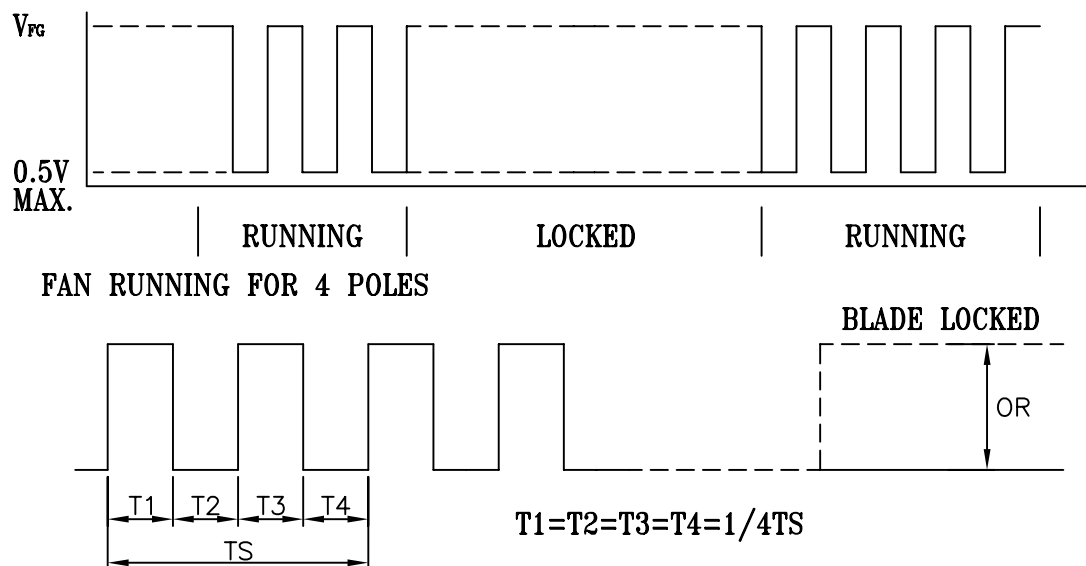 VFG
0.5V
MAX.
RUNNING LOCKED RUNNING
FAN RUNNING FOR 4 POLES
BLADE LOCKED
OR
T1 T2 T3 T4
T1=T2=T3=T4=1/4TS
TS